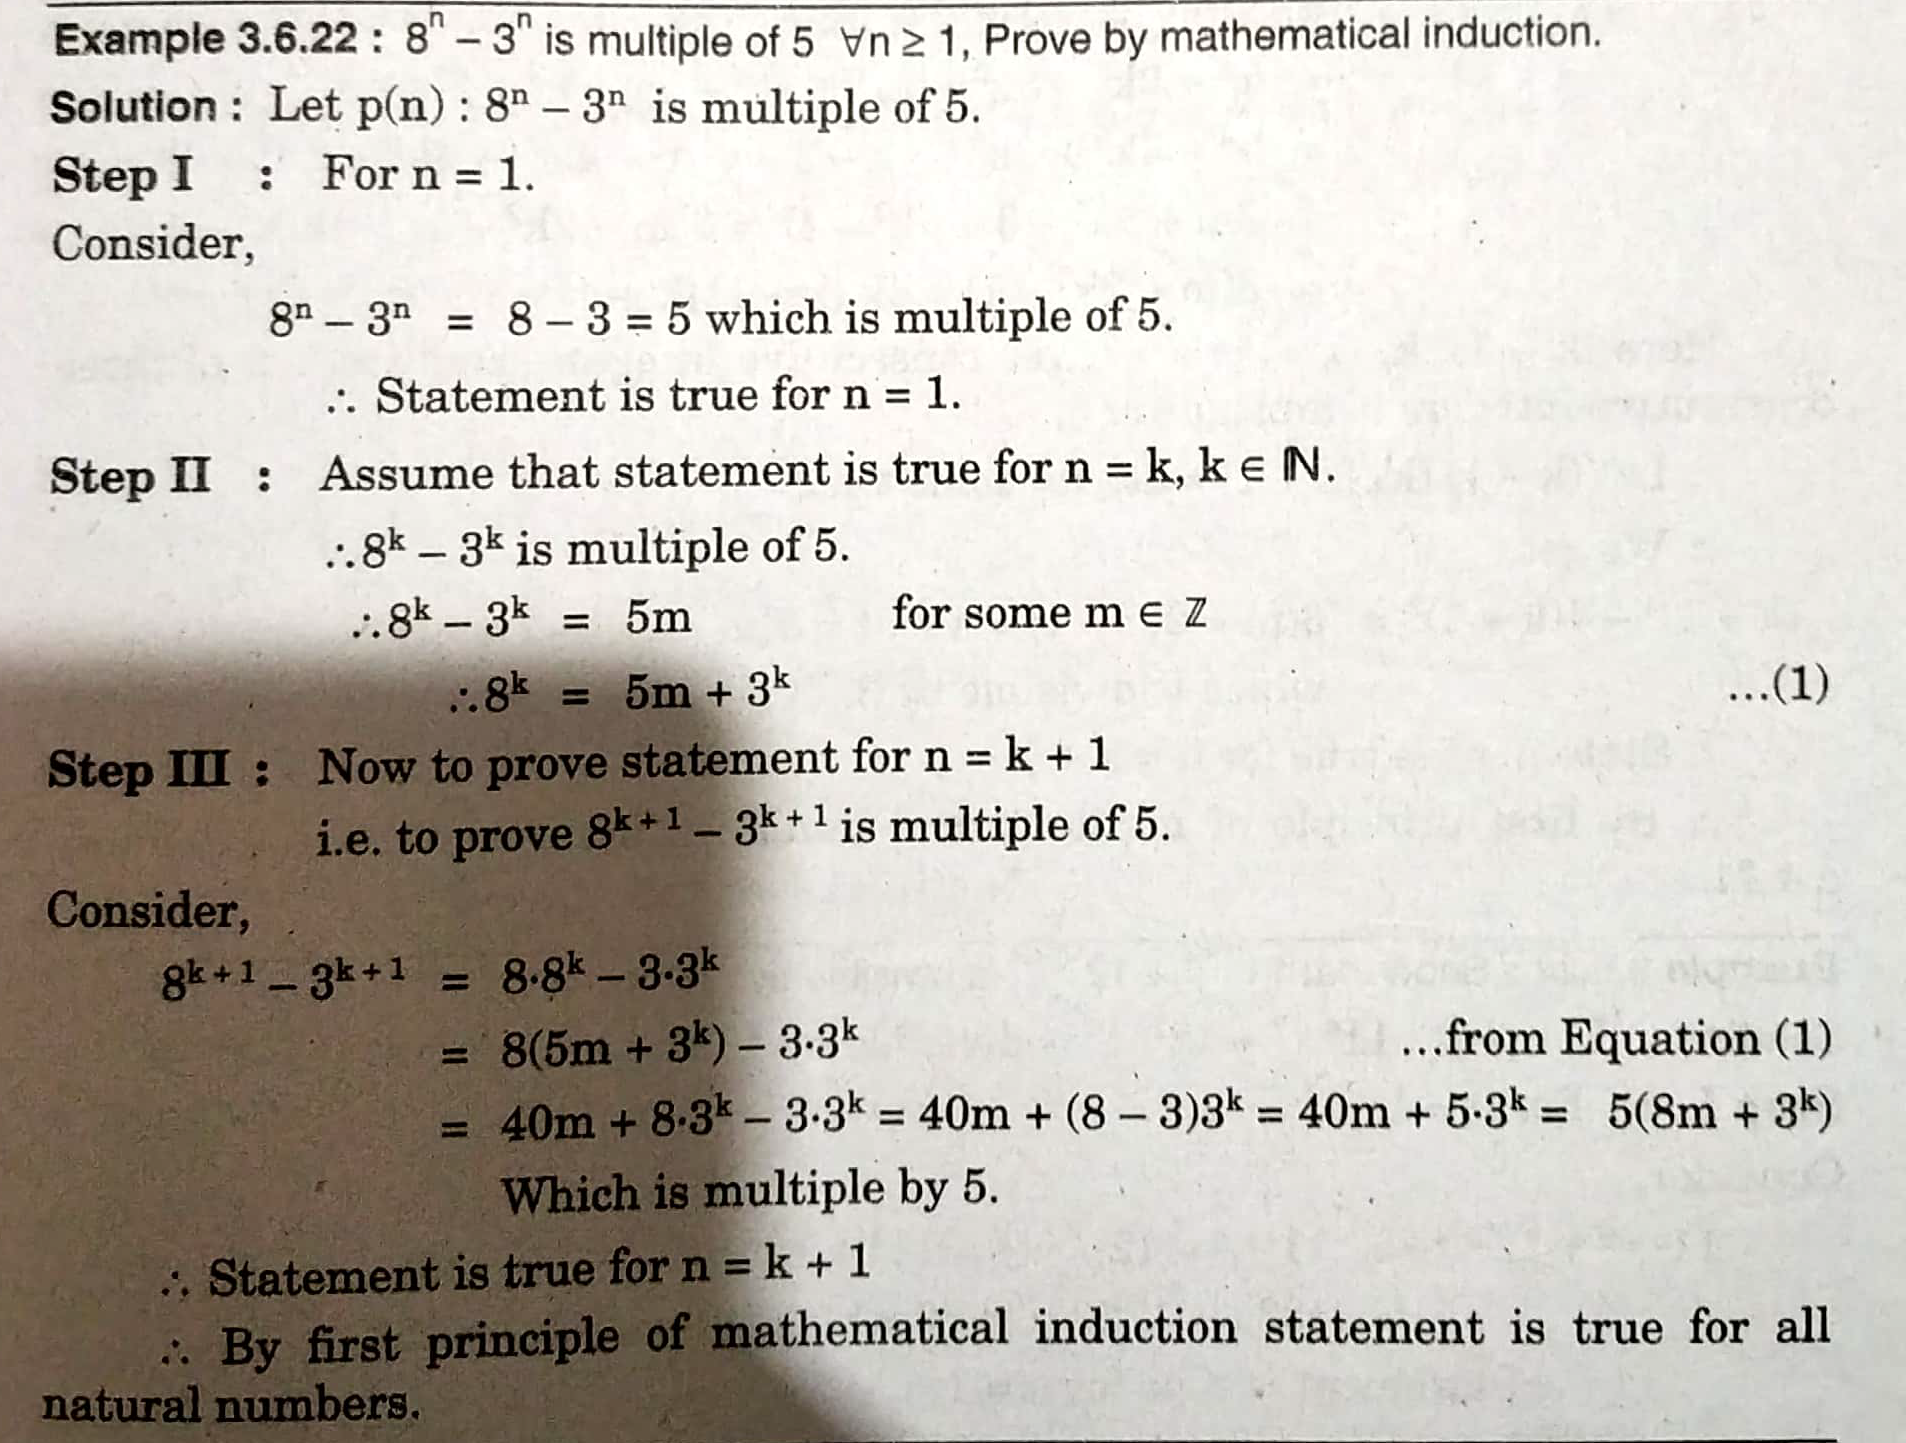 Example 3.6.22 : 8ⁿ – 3ⁿ is multiple of 5 ∀n ≥ 1, Prove by mathematical induction.
Solution : Let p(n) : 8ⁿ – 3ⁿ is multiple of 5.
Step I : For n = 1.
Consider,
8ⁿ – 3ⁿ = 8 – 3 = 5 which is multiple of 5.
∴ Statement is true for n = 1.
Step II : Assume that statement is true for n = k, k ∈ ℕ.
∴ 8ᵏ – 3ᵏ is multiple of 5.
∴ 8ᵏ – 3ᵏ = 5m for some m ∈ ℤ
∴ 8ᵏ = 5m + 3ᵏ ...(1)
Step III : Now to prove statement for n = k + 1
i.e. to prove 8ᵏ⁺¹ – 3ᵏ⁺¹ is multiple of 5.
Consider,
8ᵏ⁺¹ – 3ᵏ⁺¹ = 8·8ᵏ – 3·3ᵏ
= 8(5m + 3ᵏ) – 3·3ᵏ ...from Equation (1)
= 40m + 8·3ᵏ – 3·3ᵏ = 40m + (8 – 3)3ᵏ = 40m + 5·3ᵏ = 5(8m + 3ᵏ)
Which is multiple by 5.
∴ Statement is true for n = k + 1
∴ By first principle of mathematical induction statement is true for all
natural numbers.